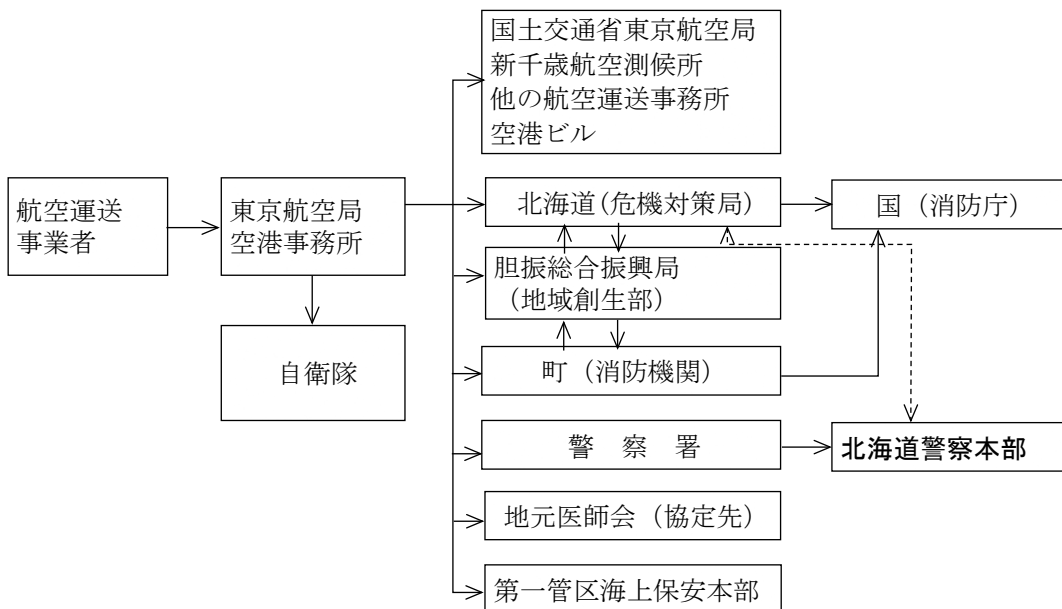 国土交通省東京航空局
新千歳航空測候所
他の航空運送事務所
空港ビル
航空運送
事業者
東京航空局
空港事務所
北海道(危機対策局)
国（消防庁）
胆振総合振興局
（地域創生部）
自衛隊
町（消防機関）
警 察 署
北海道警察本部
地元医師会（協定先）
第一管区海上保安本部